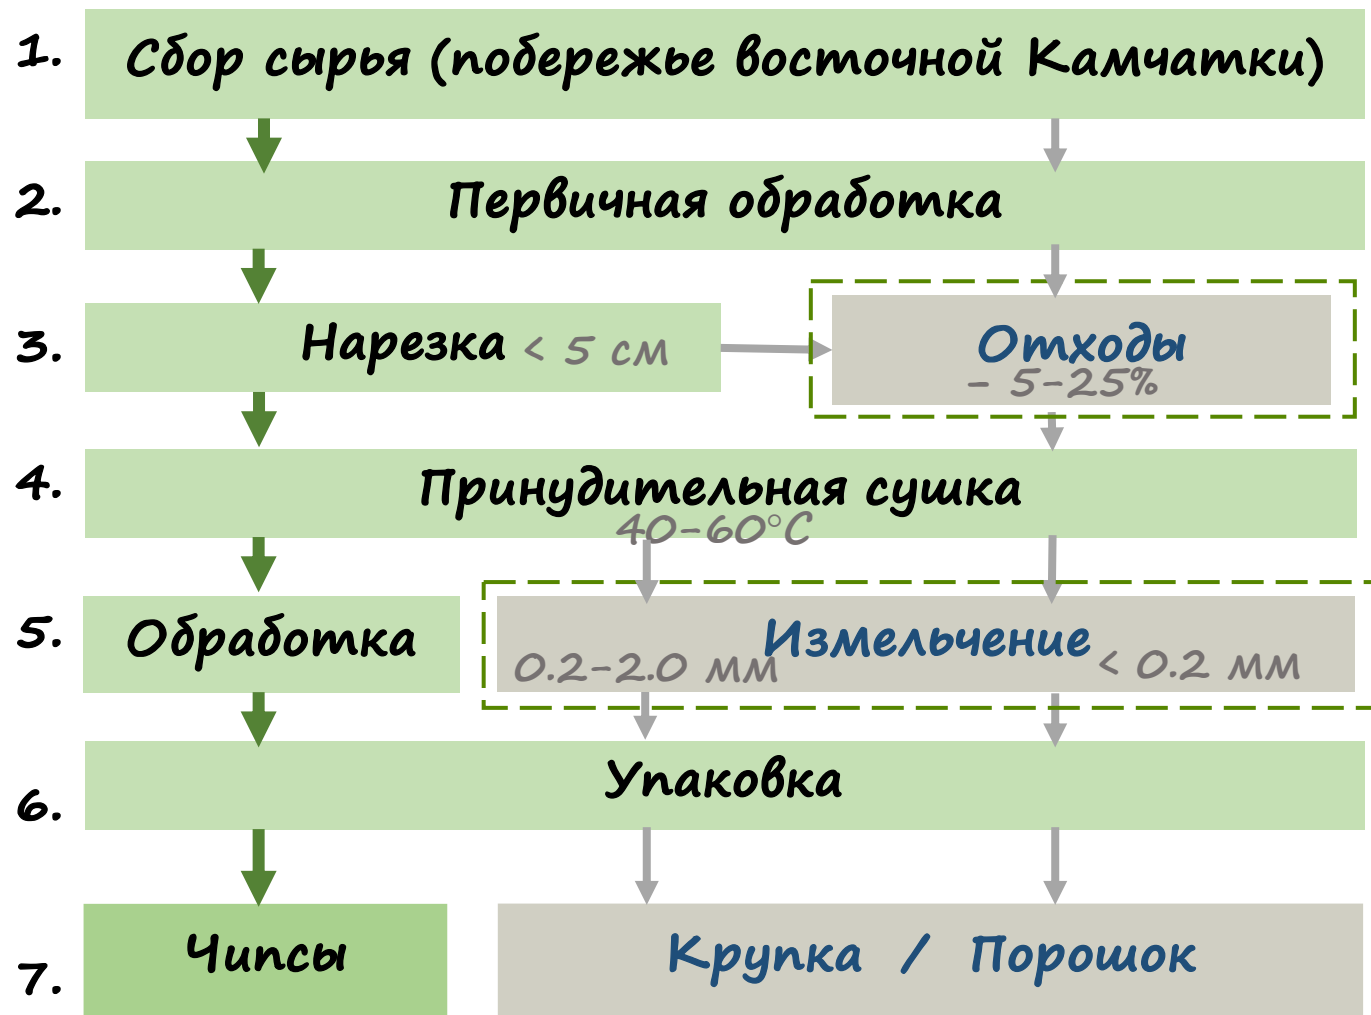 1. Сбор сырья (побережье восточной Камчатки)
2. Первичная обработка
3. Нарезка < 5 см Отходы
- 5-25%
4. Принудительная сушка
40-60°С
5. Обработка Измельчение
0.2-2.0 мм < 0.2 мм
Упаковка
6.
Чипсы Крупка / Порошок
7.